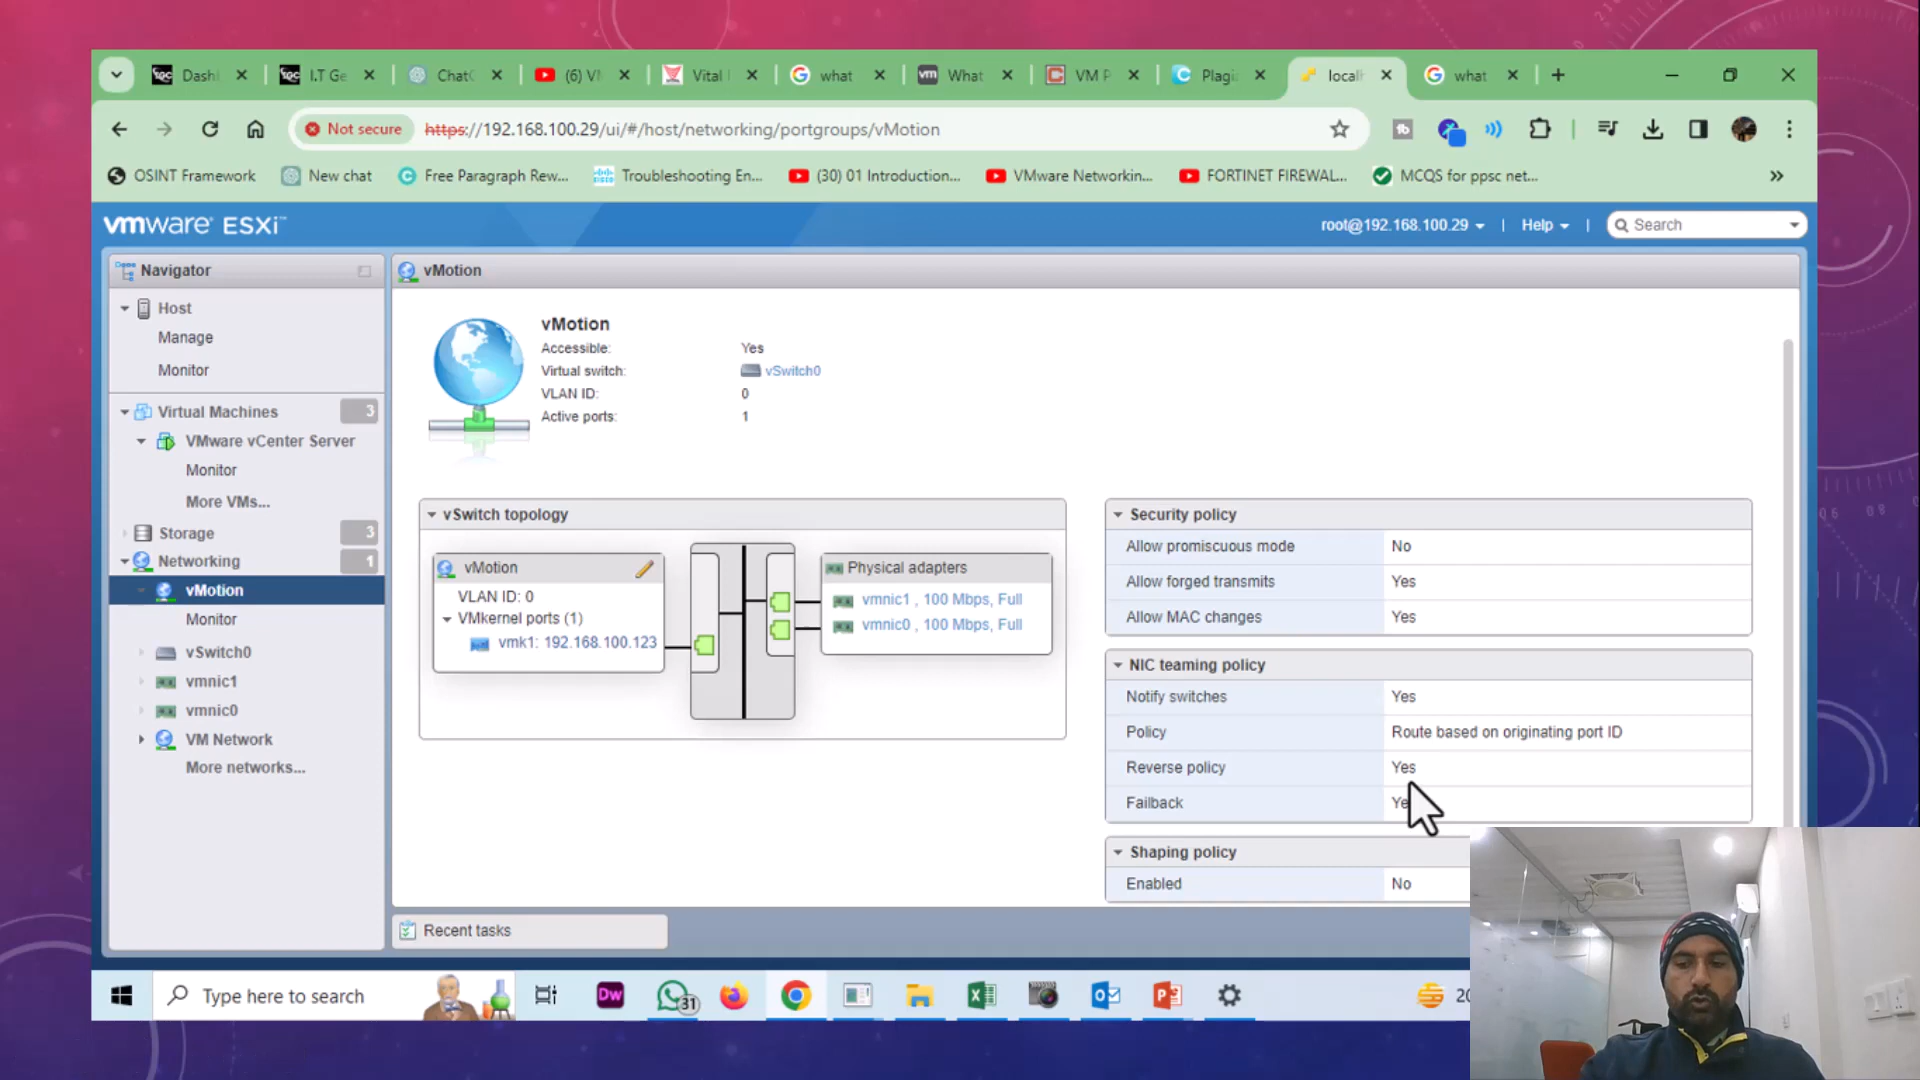 Dash
I.T Ge
Chat
(6) VM
Vital
what
What
VM P
Plagi
local
what
Not secure
https://192.168.100.29/ui/#/host/networking/portgroups/vMotion
OSINT Framework
New chat
Free Paragraph Rew...
Troubleshooting En...
(30) 01 Introduction...
VMware Networkin...
FORTINET FIREWAL...
MCQS for ppsc net...
»
vmware ESXi™
root@192.168.100.29
|
Help
|
Search
Navigator
Host
Manage
Monitor
Virtual Machines 3
VMware vCenter Server
Monitor
More VMs...
Storage 3
Networking 1
vMotion
Monitor
vSwitch0
vmnic1
vmnic0
VM Network
More networks...
vMotion
vMotion
Accessible: Yes
Virtual switch: vSwitch0
VLAN ID: 0
Active ports: 1
vSwitch topology
vMotion
VLAN ID: 0
VMkernel ports (1)
vmk1: 192.168.100.123
Physical adapters
vmnic1 , 100 Mbps, Full
vmnic0 , 100 Mbps, Full
Security policy
Allow promiscuous mode No
Allow forged transmits Yes
Allow MAC changes Yes
NIC teaming policy
Notify switches Yes
Policy Route based on originating port ID
Reverse policy Yes
Failback Ye
Shaping policy
Enabled No
Recent tasks
Type here to search
Dw
31
20